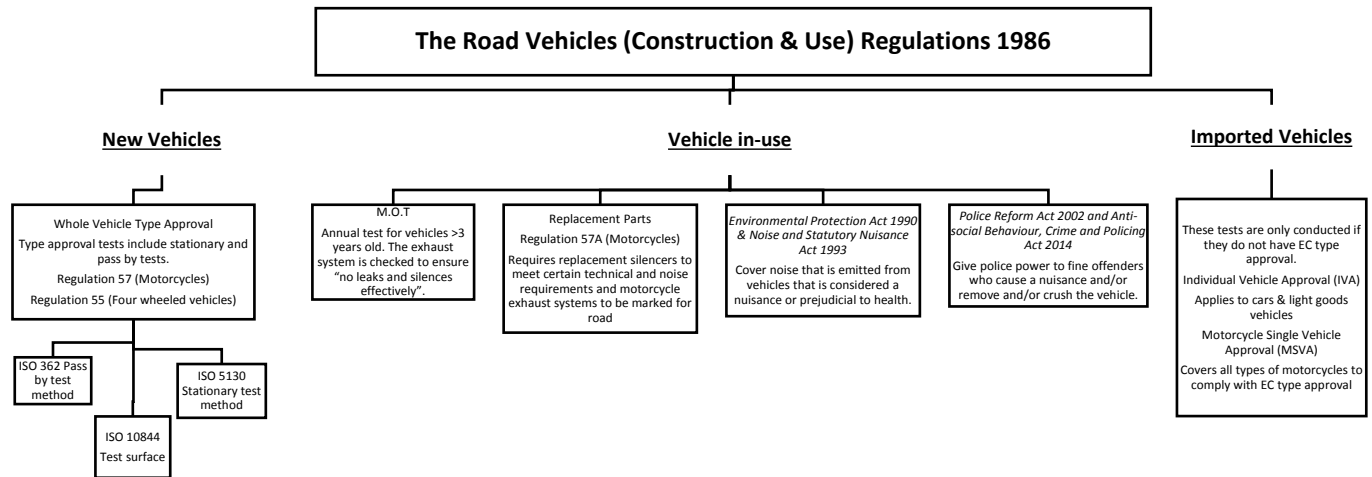 The Road Vehicles (Construction & Use) Regulations 1986
New Vehicles
Vehicle in-use
Imported Vehicles
Whole Vehicle Type Approval
Type approval tests include stationary and
pass by tests.
Regulation 57 (Motorcycles)
Regulation 55 (Four wheeled vehicles)
ISO 362 Pass
by test
method
ISO 10844
Test surface
ISO 5130
Stationary test
method
M.O.T
Annual test for vehicles >3
years old. The exhaust
system is checked to ensure
“no leaks and silences
effectively”.
Replacement Parts
Regulation 57A (Motorcycles)
Requires replacement silencers to
meet certain technical and noise
requirements and motorcycle
exhaust systems to be marked for
road
Environmental Protection Act 1990
& Noise and Statutory Nuisance
Act 1993
Cover noise that is emitted from
vehicles that is considered a
nuisance or prejudicial to health.
Police Reform Act 2002 and Anti-
social Behaviour, Crime and Policing
Act 2014
Give police power to fine offenders
who cause a nuisance and/or
remove and/or crush the vehicle.
These tests are only conducted if
they do not have EC type
approval.
Individual Vehicle Approval (IVA)
Applies to cars & light goods
vehicles
Motorcycle Single Vehicle
Approval (MSVA)
Covers all types of motorcycles to
comply with EC type approval